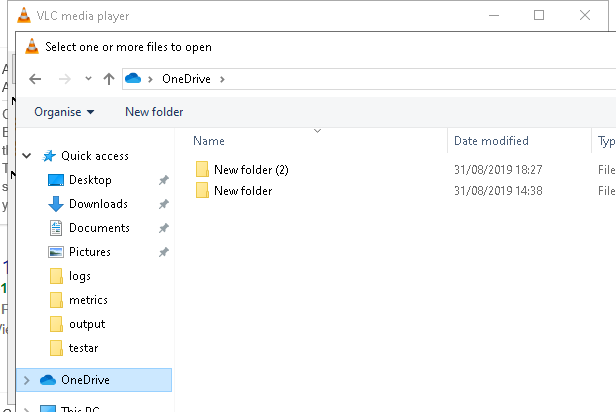 VLC media player
Select one or more files to open
OneDrive
Organise New folder
Name Date modified
Quick access
New folder (2) 31/08/2019 18:27 File
Desktop
New folder 31/08/2019 14:38 File
Downloads
Documents
Pictures
logs
metrics
output
testar
OneDrive
This PC